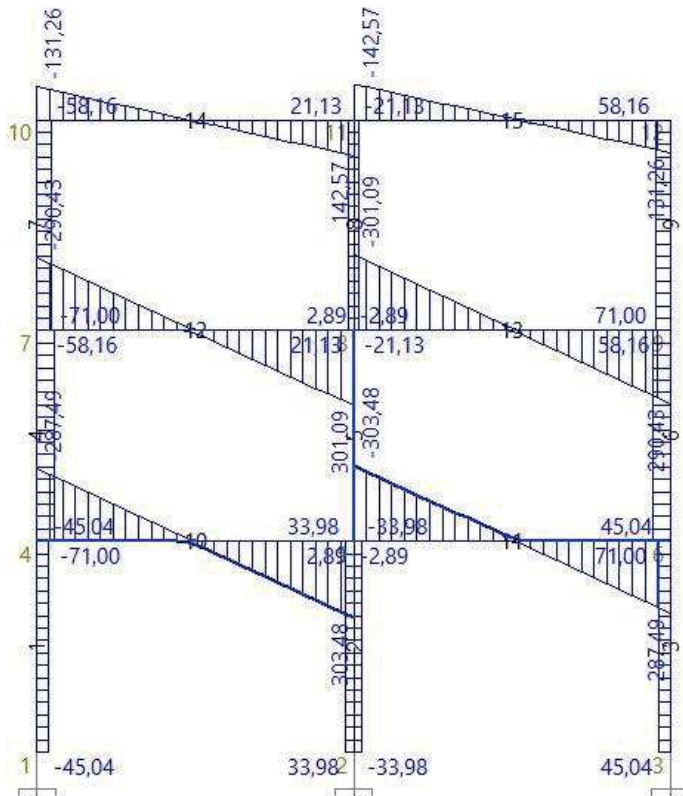 -131,26 -142,57
-58,16 21,13 -21,13 58,16
10 14 11 15 12
142,57 131,26
-290,43 -301,09
7 8 9
-71,00 2,89 -2,89 71,00
7 12 13
-58,16 21,13 -21,13 58,16
287,49 301,09 -303,48 290,43
5 6
-45,04 33,98 -33,98 45,04
4 10 11 6
-71,00 2,89 -2,89 71,00
303,48 287,49
1 2 3
1 -45,04 33,98 2 -33,98 45,04 3